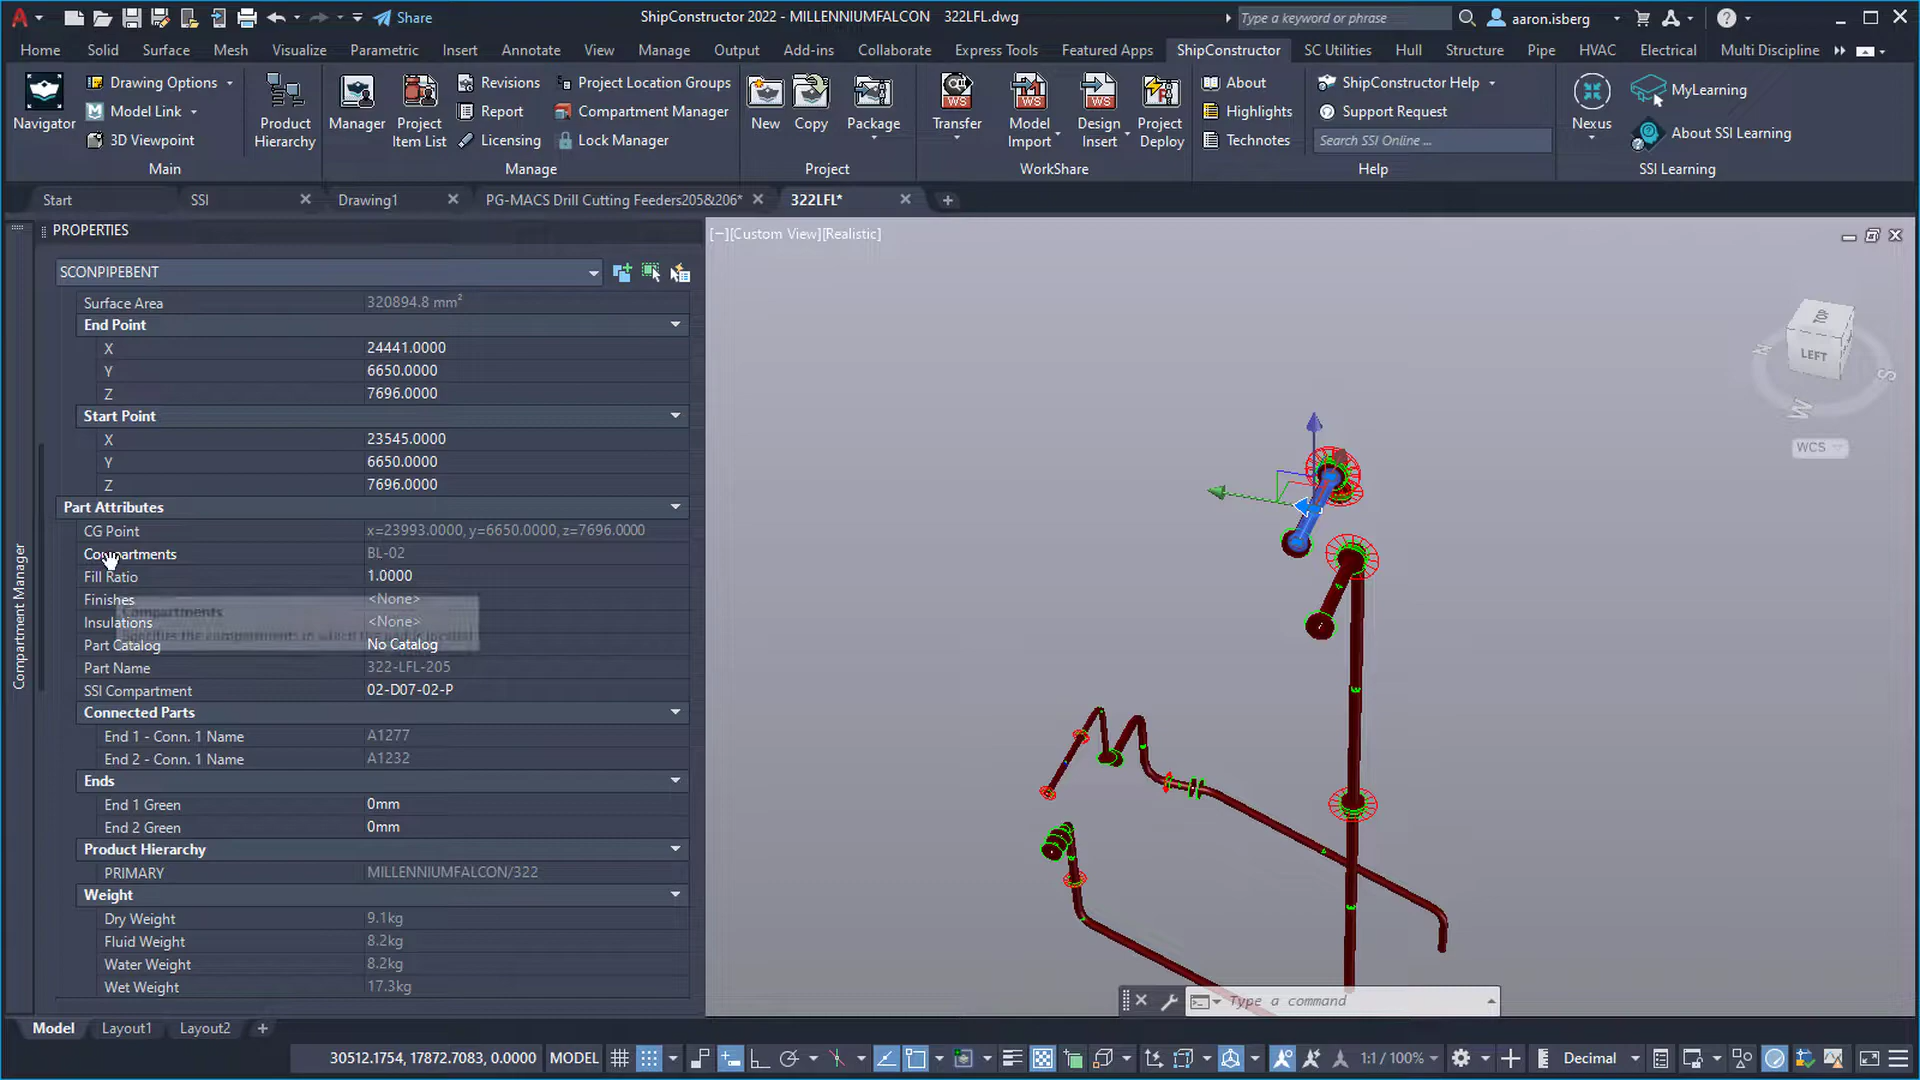 Share
ShipConstructor 2022 - MILLENNIUMFALCON 322LFL.dwg
Type a keyword or phrase
aaron.isberg
Home Solid Surface Mesh Visualize Parametric Insert Annotate View Manage Output Add-ins Collaborate Express Tools Featured Apps ShipConstructor SC Utilities Hull Structure Pipe HVAC Electrical Multi Discipline
Navigator
Drawing Options
Model Link
3D Viewpoint
Main
Product Hierarchy
Manager
Project Item List
Revisions
Report
Licensing
Project Location Groups
Compartment Manager
Lock Manager
Manage
New
Copy
Package
Project
Transfer
Model Import
Design Insert
Project Deploy
WorkShare
About
Highlights
Technotes
ShipConstructor Help
Support Request
Search SSI Online ...
Help
Nexus
MyLearning
About SSI Learning
SSI Learning
Start SSI Drawing1 PG-MACS Drill Cutting Feeders205&206* 322LFL*
Compartment Manager
PROPERTIES
SCONPIPEBENT
Surface Area 320894.8 mm²
End Point
X 24441.0000
Y 6650.0000
Z 7696.0000
Start Point
X 23545.0000
Y 6650.0000
Z 7696.0000
Part Attributes
CG Point x=23993.0000, y=6650.0000, z=7696.0000
Compartments BL-02
Fill Ratio 1.0000
Finishes <None>
Compartments
Insulations <None>
Specifies the compartments in which the part is located
Part Catalog No Catalog
Part Name 322-LFL-205
SSI Compartment 02-D07-02-P
Connected Parts
End 1 - Conn. 1 Name A1277
End 2 - Conn. 1 Name A1232
Ends
End 1 Green 0mm
End 2 Green 0mm
Product Hierarchy
PRIMARY MILLENNIUMFALCON/322
Weight
Dry Weight 9.1kg
Fluid Weight 8.2kg
Water Weight 8.2kg
Wet Weight 17.3kg
[−][Custom View][Realistic]
TOP
LEFT
N
S
W
WCS
Type a command
Model Layout1 Layout2
30512.1754, 17872.7083, 0.0000 MODEL 1:1 / 100% Decimal